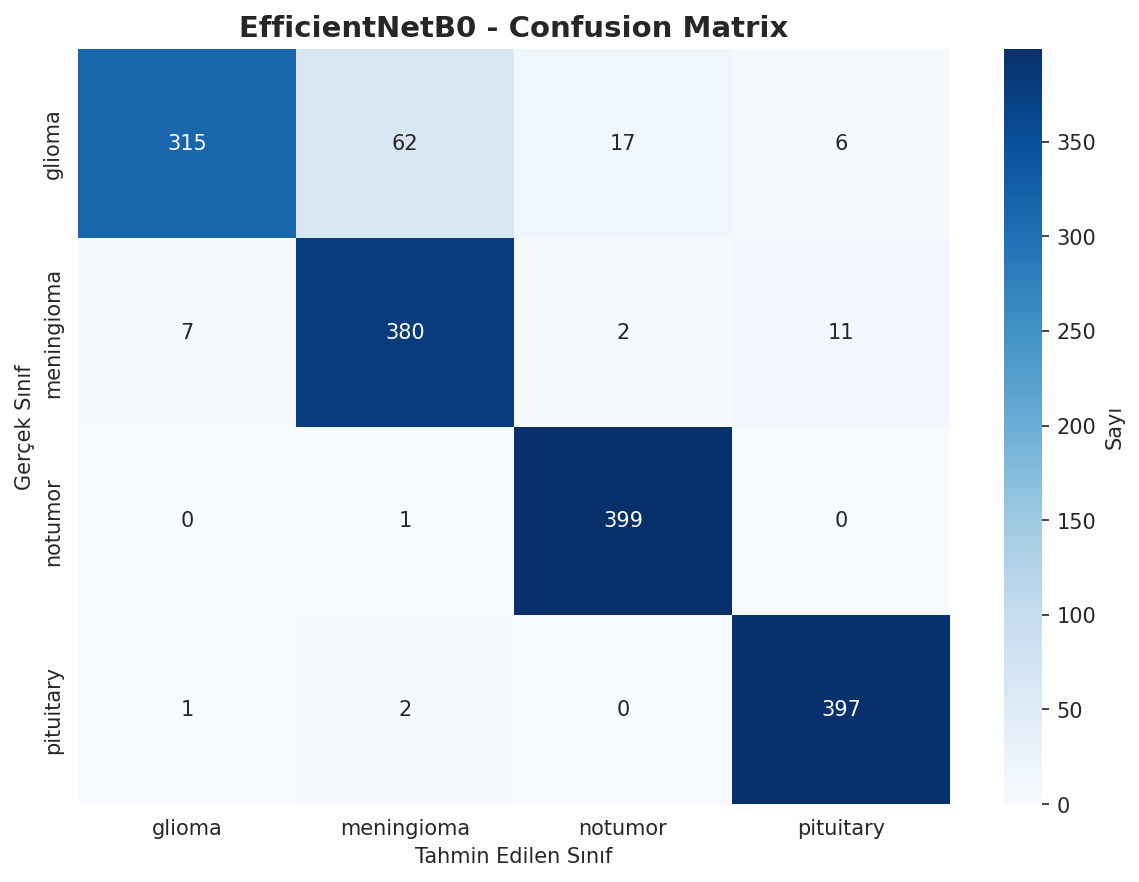 EfficientNetB0 - Confusion Matrix
Gerçek Sınıf
glioma 315 62 17 6
meningioma 7 380 2 11
notumor 0 1 399 0
pituitary 1 2 0 397
glioma meningioma notumor pituitary
Tahmin Edilen Sınıf
350
300
250
200
150
100
50
0
Sayı